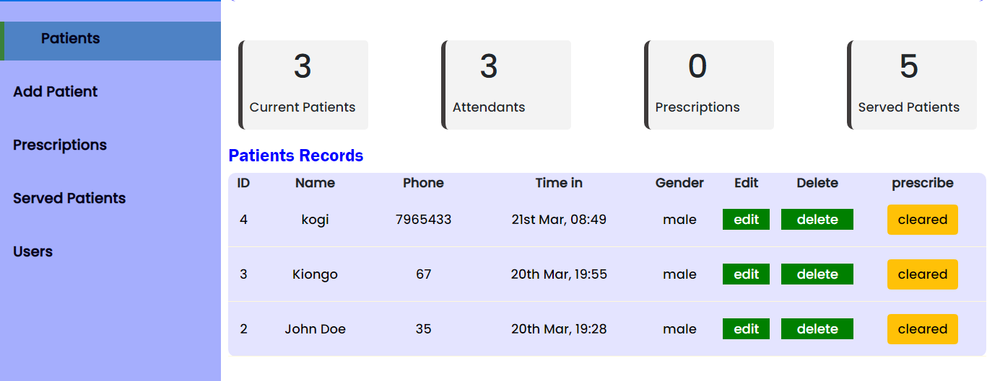 Patients
Add Patient
Prescriptions
Served Patients
Users
3 3 0 5
Current Patients Attendants Prescriptions Served Patients
Patients Records
ID Name Phone Time in Gender Edit Delete prescribe
4 kogi 7965433 21st Mar, 08:49 male edit delete cleared
3 Kiongo 67 20th Mar, 19:55 male edit delete cleared
2 John Doe 35 20th Mar, 19:28 male edit delete cleared